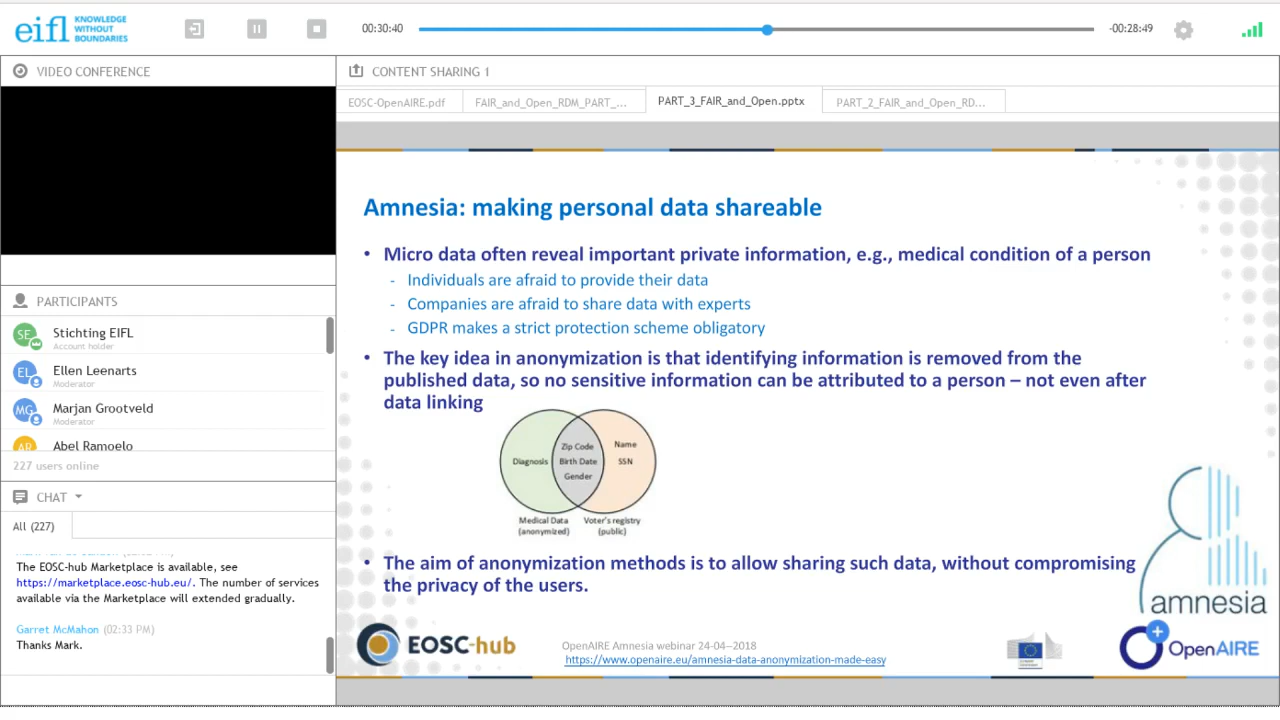 eifl KNOWLEDGE
WITHOUT
BOUNDARIES
00:30:40
-00:28:49
VIDEO CONFERENCE
CONTENT SHARING 1
EOSC-OpenAIRE.pdf
FAIR_and_Open_RDM_PART_...
PART_3_FAIR_and_Open.pptx
PART_2_FAIR_and_Open_RD...
PARTICIPANTS
SE Stichting EIFL
Account holder
EL Ellen Leenarts
Moderator
MG Marjan Grootveld
Moderator
AR Abel Ramoelo
227 users online
CHAT
All (227)
The EOSC-hub Marketplace is available, see
https://marketplace.eosc-hub.eu/. The number of services
available via the Marketplace will extended gradually.
Garret McMahon (02:33 PM)
Thanks Mark.
Amnesia: making personal data shareable
• Micro data often reveal important private information, e.g., medical condition of a person
- Individuals are afraid to provide their data
- Companies are afraid to share data with experts
- GDPR makes a strict protection scheme obligatory
• The key idea in anonymization is that identifying information is removed from the
published data, so no sensitive information can be attributed to a person – not even after
data linking
Diagnosis
Zip Code
Birth Date
Gender
Name
SSN
Medical Data
(anonymized)
Voter's registry
(public)
• The aim of anonymization methods is to allow sharing such data, without compromising
the privacy of the users.
amnesia
EOSC-hub
OpenAIRE Amnesia webinar 24-04--2018
https://www.openaire.eu/amnesia-data-anonymization-made-easy
OpenAIRE